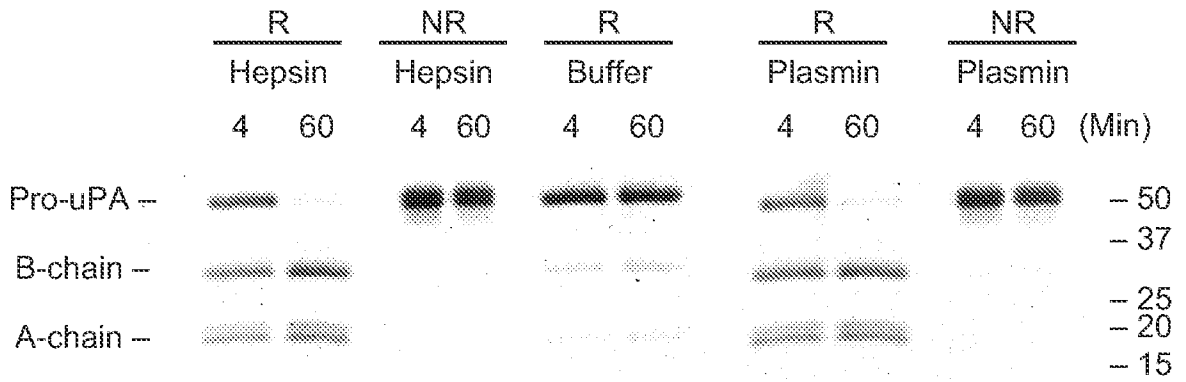 R NR R R NR
Hepsin Hepsin Buffer Plasmin Plasmin
4 60 4 60 4 60 4 60 4 60 (Min)
Pro-uPA – – 50
– 37
B-chain –
– 25
– 20
A-chain –
– 15